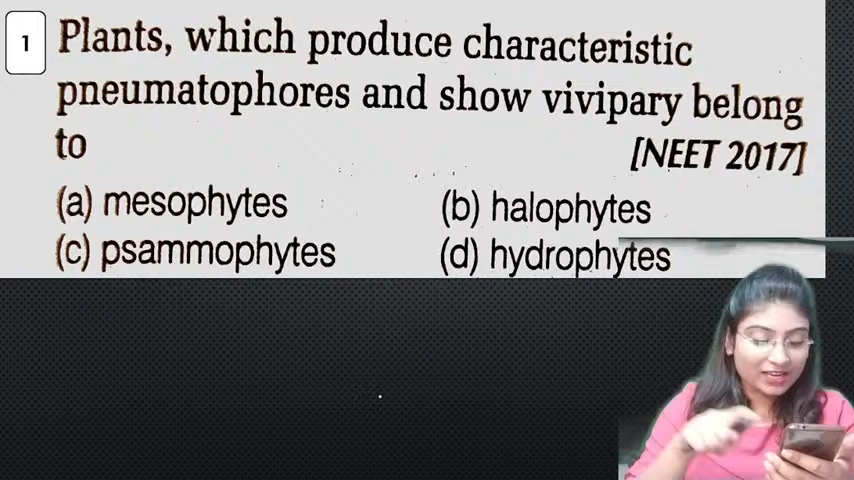 1 Plants, which produce characteristic
pneumatophores and show vivipary belong
to [NEET 2017]
(a) mesophytes (b) halophytes
(c) psammophytes (d) hydrophytes